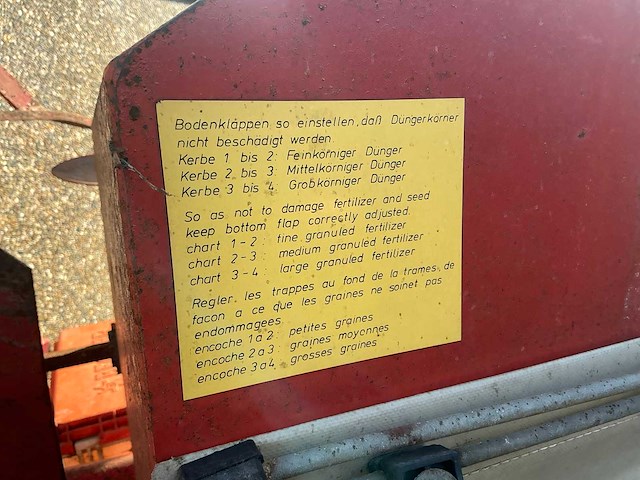 Bodenkläppen so einstellen, daß Düngerkörner
nicht beschädigt werden.
Kerbe 1 bis 2: Feinkörniger Dünger
Kerbe 2 bis 3: Mittelkörniger Dünger
Kerbe 3 bis 4: Großkörniger Dünger
So as not to damage fertilizer and seed
keep bottom flap correctly adjusted.
chart 1-2: fine granuled fertilizer
chart 2-3: medium granuled fertilizer
chart 3-4: large granuled fertilizer
Regler. les trappes au fond de la trames, de
facon a ce que les graines ne soinet pas
endommagees.
encoche 1 a 2: petites graines
encoche 2 a 3: graines moyonnes
encoche 3 a 4: grosses graines